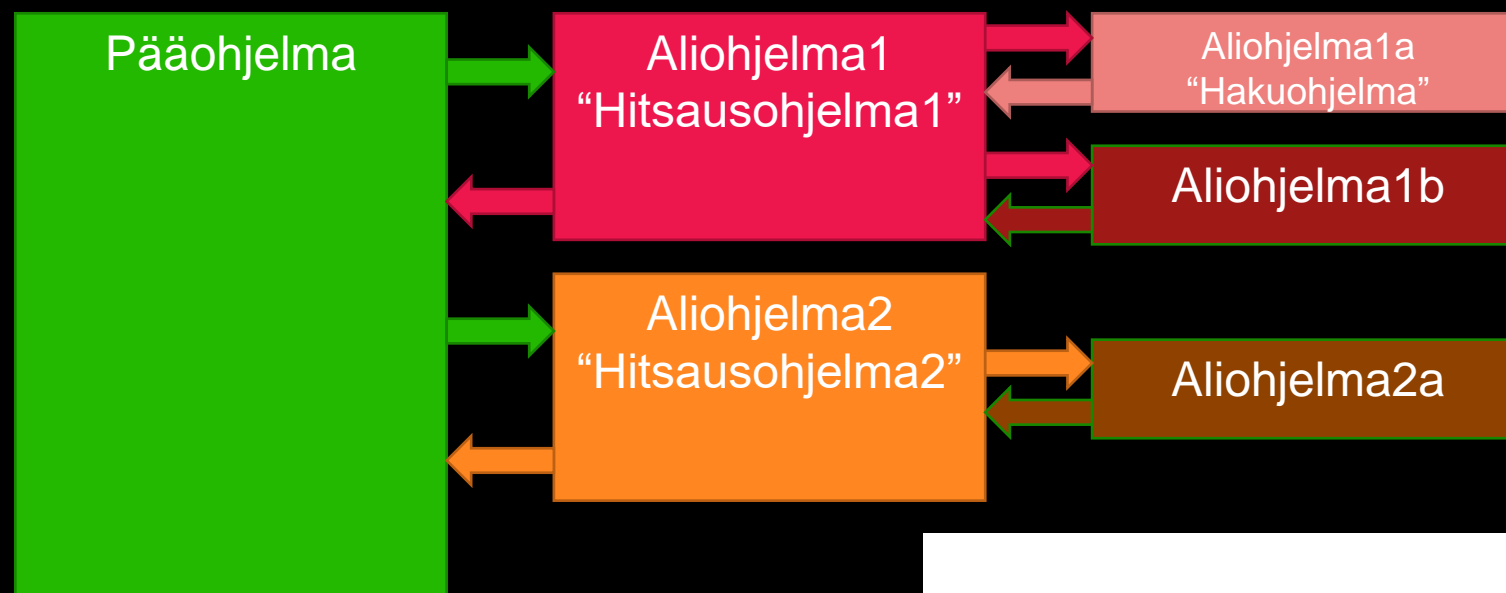 Pääohjelma
Aliohjelma1
“Hitsausohjelma1”
Aliohjelma1a
“Hakuohjelma”
Aliohjelma1b
Aliohjelma2
“Hitsausohjelma2”
Aliohjelma2a